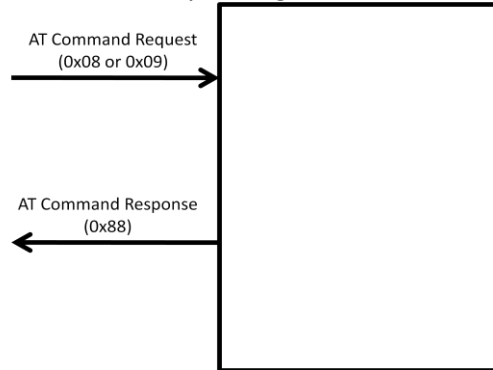 AT Command Request
(0x08 or 0x09)
AT Command Response
(0x88)